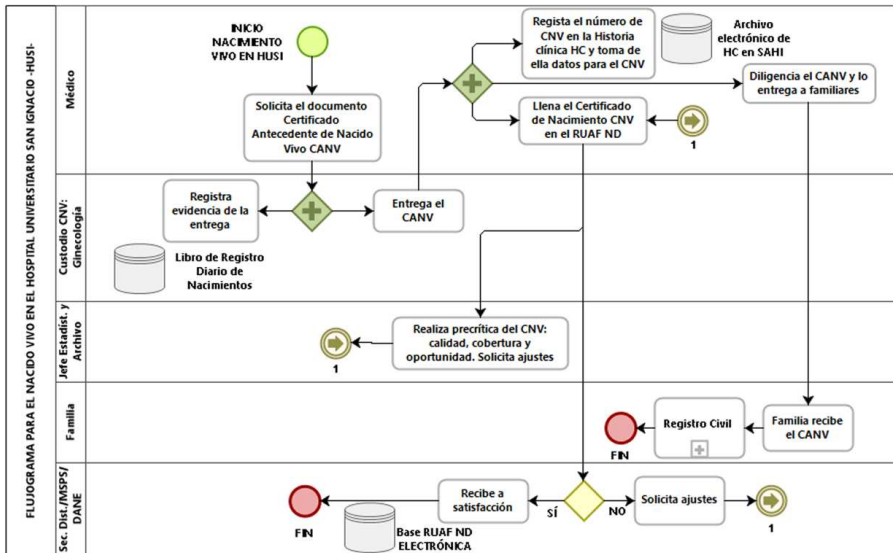 FLUJOGRAMA PARA EL NACIDO VIVO EN EL HOSPITAL UNIVERSITARIO SAN IGNACIO -HUSI-
Médico
INICIO
NACIMIENTO
VIVO EN HUSI
Solicita el documento
Certificado
Antecedente de Nacido
Vivo CANV
Regista el número de
CNV en la Historia
clínica HC y toma de
ella datos para el CNV
Archivo
electrónico de
HC en SAHI
Diligencia el CANV y lo
entrega a familiares
Llena el Certificado
de Nacimiento CNV
en el RUAF ND
1
Custodio CNV:
Ginecología
Registra
evidencia de la
entrega
Entrega el
CANV
Libro de Registro
Diario de
Nacimientos
Jefe Estadist. y
Archivo
1
Realiza precrítica del CNV:
calidad, cobertura y
oportunidad. Solicita ajustes
Familia
FIN
Registro Civil
Familia recibe
el CANV
Sec. Dist./MSPS/
DANE
FIN
Recibe a
satisfacción
SÍ
NO
Solicita ajustes
1
Base RUAF ND
ELECTRÓNICA